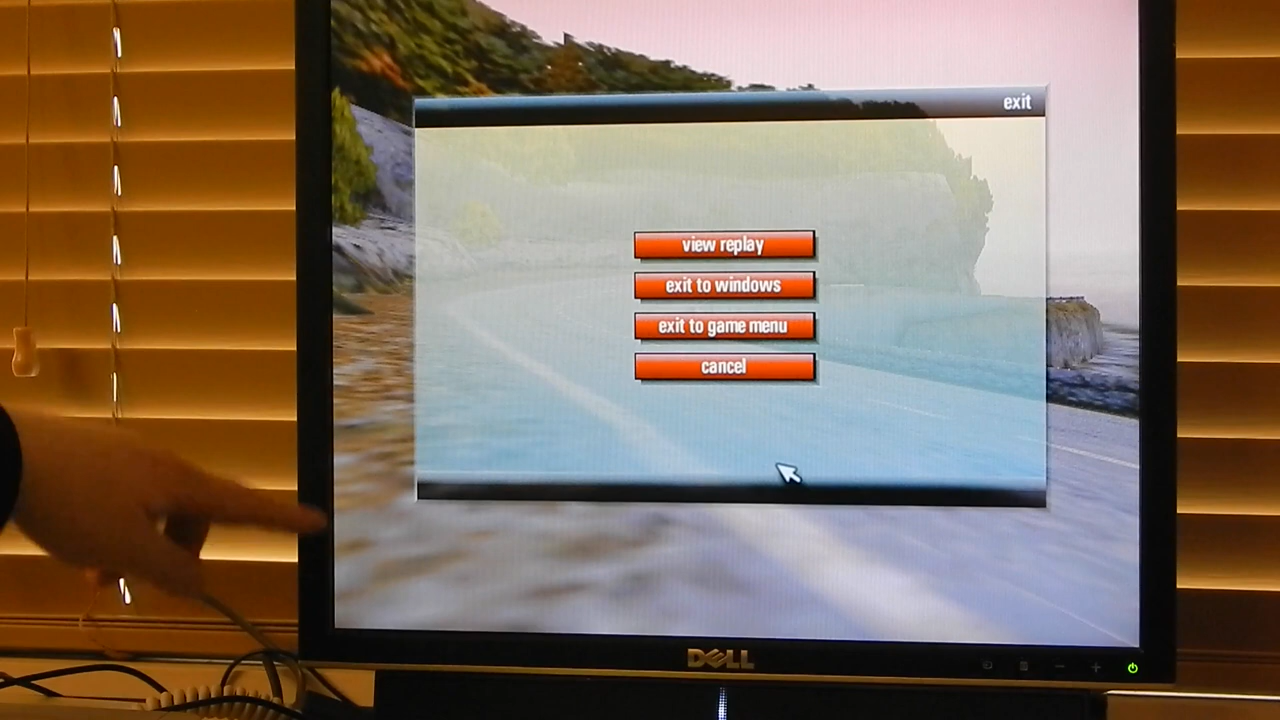 exit
view replay
exit to windows
exit to game menu
cancel
DELL